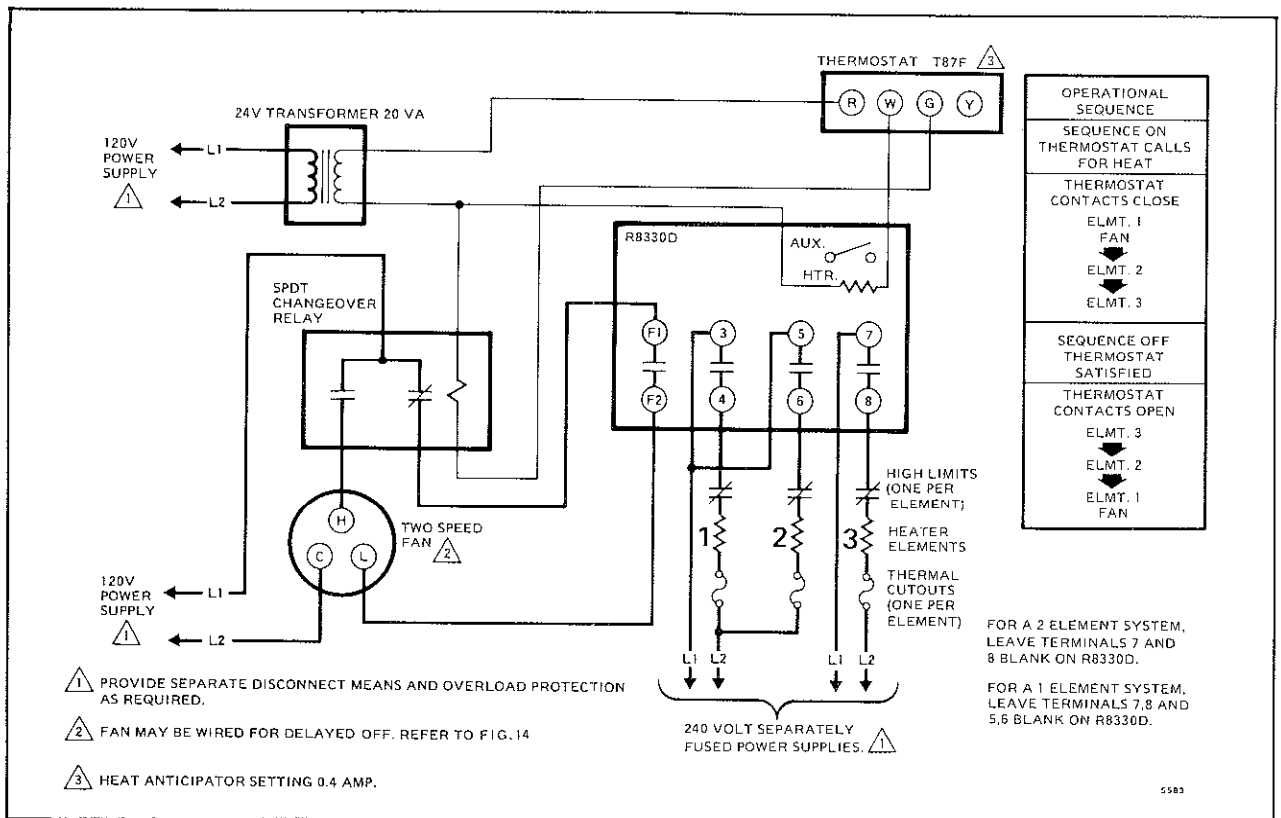 THERMOSTAT T87F 3
R W G Y
24V TRANSFORMER 20 VA
120V
POWER
SUPPLY
1
L1
L2
OPERATIONAL
SEQUENCE
SEQUENCE ON
THERMOSTAT CALLS
FOR HEAT
THERMOSTAT
CONTACTS CLOSE
ELMT. 1
FAN
ELMT. 2
ELMT. 3
SEQUENCE OFF
THERMOSTAT
SATISFIED
THERMOSTAT
CONTACTS OPEN
ELMT. 3
ELMT. 2
ELMT. 1
FAN
R8330D
AUX.
HTR.
SPDT
CHANGEOVER
RELAY
F1 3 5 7
F2 4 6 8
HIGH LIMITS
(ONE PER
ELEMENT)
H
C L
TWO SPEED
FAN 2
1 2 3
HEATER
ELEMENTS
THERMAL
CUTOUTS
(ONE PER
ELEMENT)
120V
POWER
SUPPLY
1
L1
L2
L1 L2 L1 L2
240 VOLT SEPARATELY
FUSED POWER SUPPLIES. 1
FOR A 2 ELEMENT SYSTEM,
LEAVE TERMINALS 7 AND
8 BLANK ON R8330D.
FOR A 1 ELEMENT SYSTEM,
LEAVE TERMINALS 7,8 AND
5,6 BLANK ON R8330D.
1 PROVIDE SEPARATE DISCONNECT MEANS AND OVERLOAD PROTECTION
AS REQUIRED.
2 FAN MAY BE WIRED FOR DELAYED OFF. REFER TO FIG.14
3 HEAT ANTICIPATOR SETTING 0.4 AMP.
5583